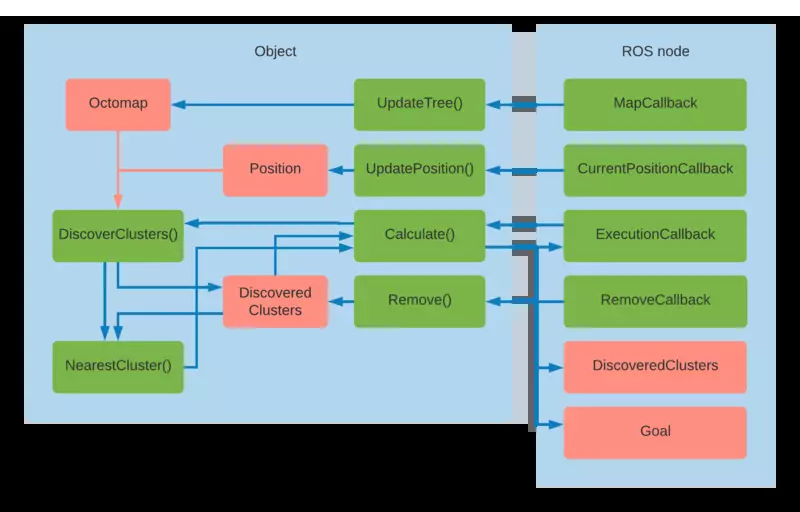 Object
ROS node
Octomap
UpdateTree()
MapCallback
Position
UpdatePosition()
CurrentPositionCallback
DiscoverClusters()
Calculate()
ExecutionCallback
Discovered
Clusters
Remove()
RemoveCallback
NearestCluster()
DiscoveredClusters
Goal